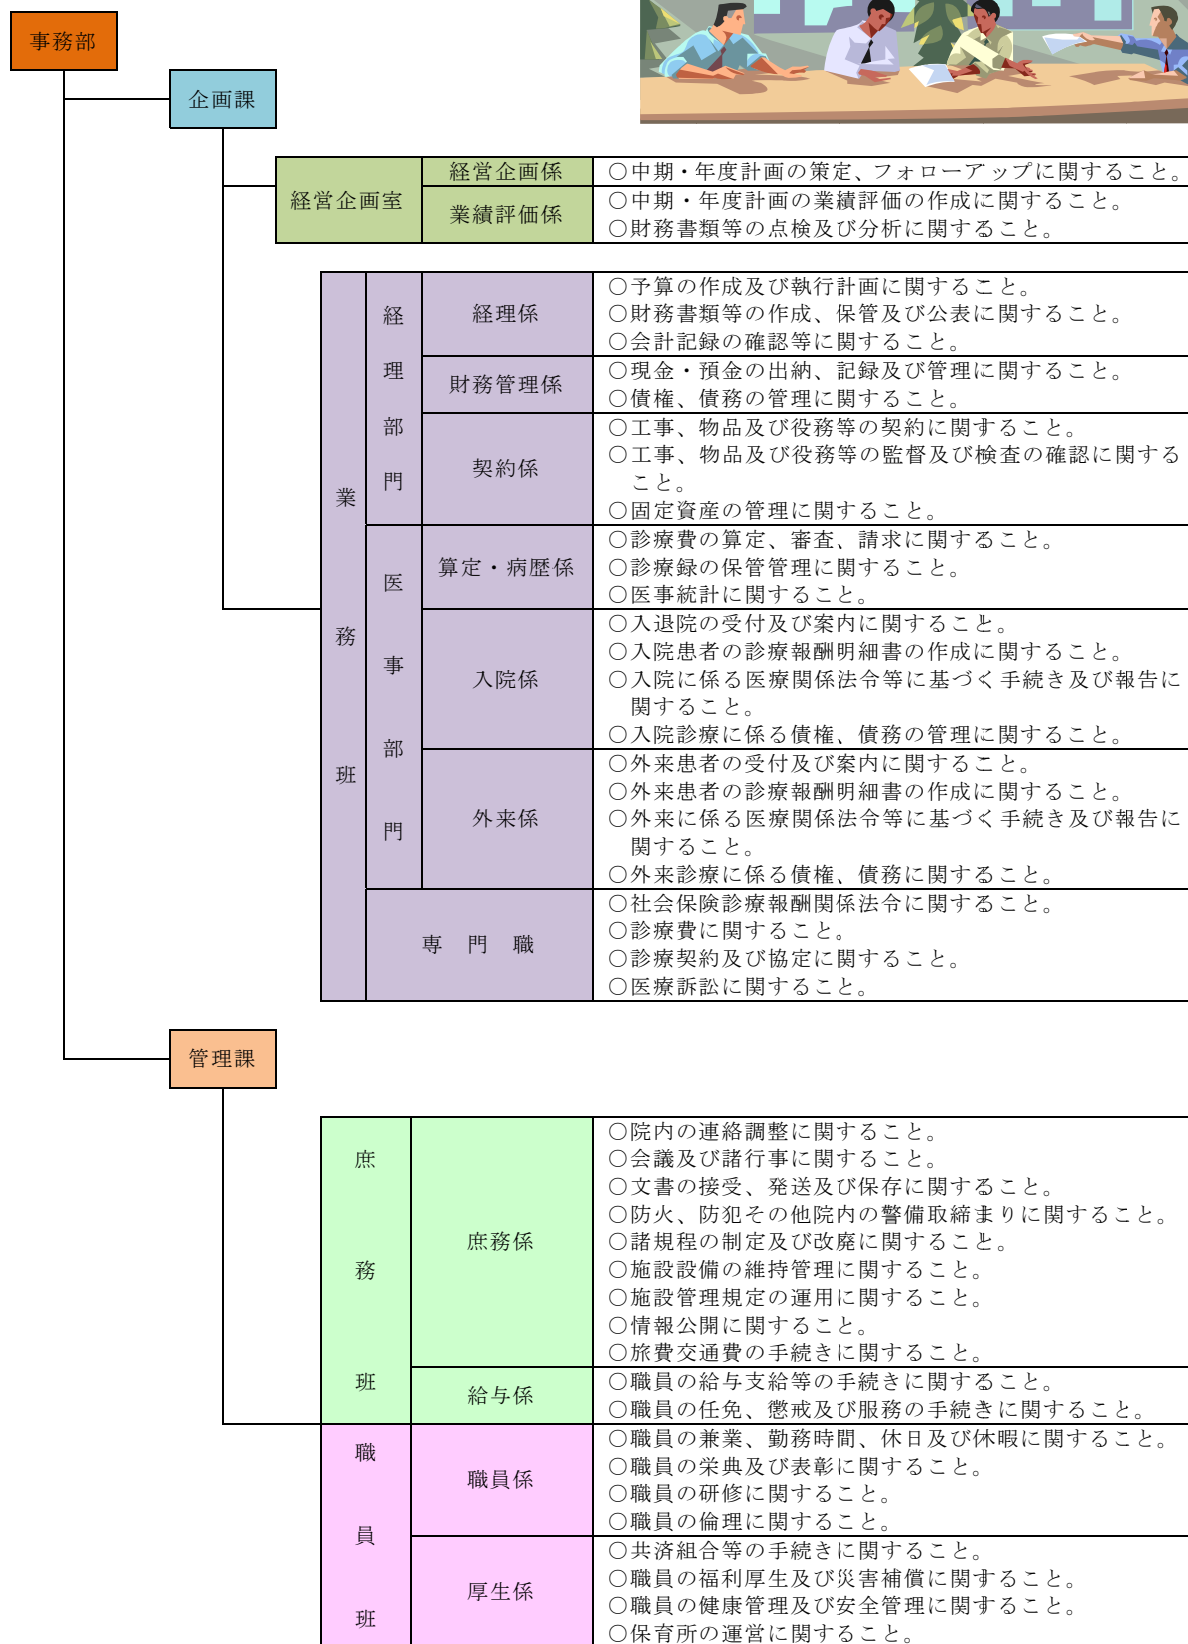 事務部
企画課
経営企画室
経営企画係
○中期・年度計画の策定、フォローアップに関すること。
業績評価係
○中期・年度計画の業績評価の作成に関すること。
○財務書類等の点検及び分析に関すること。
業務班
経理部門
経理係
○予算の作成及び執行計画に関すること。
○財務書類等の作成、保管及び公表に関すること。
○会計記録の確認等に関すること。
財務管理係
○現金・預金の出納、記録及び管理に関すること。
○債権、債務の管理に関すること。
契約係
○工事、物品及び役務等の契約に関すること。
○工事、物品及び役務等の監督及び検査の確認に関する
こと。
○固定資産の管理に関すること。
医事部門
算定・病歴係
○診療費の算定、審査、請求に関すること。
○診療録の保管管理に関すること。
○医事統計に関すること。
入院係
○入退院の受付及び案内に関すること。
○入院患者の診療報酬明細書の作成に関すること。
○入院に係る医療関係法令等に基づく手続き及び報告に
関すること。
○入院診療に係る債権、債務の管理に関すること。
外来係
○外来患者の受付及び案内に関すること。
○外来患者の診療報酬明細書の作成に関すること。
○外来に係る医療関係法令等に基づく手続き及び報告に
関すること。
○外来診療に係る債権、債務に関すること。
専門職
○社会保険診療報酬関係法令に関すること。
○診療費に関すること。
○診療契約及び協定に関すること。
○医療訴訟に関すること。
管理課
庶務班
庶務係
○院内の連絡調整に関すること。
○会議及び諸行事に関すること。
○文書の接受、発送及び保存に関すること。
○防火、防犯その他院内の警備取締まりに関すること。
○諸規程の制定及び改廃に関すること。
○施設設備の維持管理に関すること。
○施設管理規定の運用に関すること。
○情報公開に関すること。
○旅費交通費の手続きに関すること。
給与係
○職員の給与支給等の手続きに関すること。
○職員の任免、懲戒及び服務の手続きに関すること。
職員班
職員係
○職員の兼業、勤務時間、休日及び休暇に関すること。
○職員の栄典及び表彰に関すること。
○職員の研修に関すること。
○職員の倫理に関すること。
厚生係
○共済組合等の手続きに関すること。
○職員の福利厚生及び災害補償に関すること。
○職員の健康管理及び安全管理に関すること。
○保育所の運営に関すること。